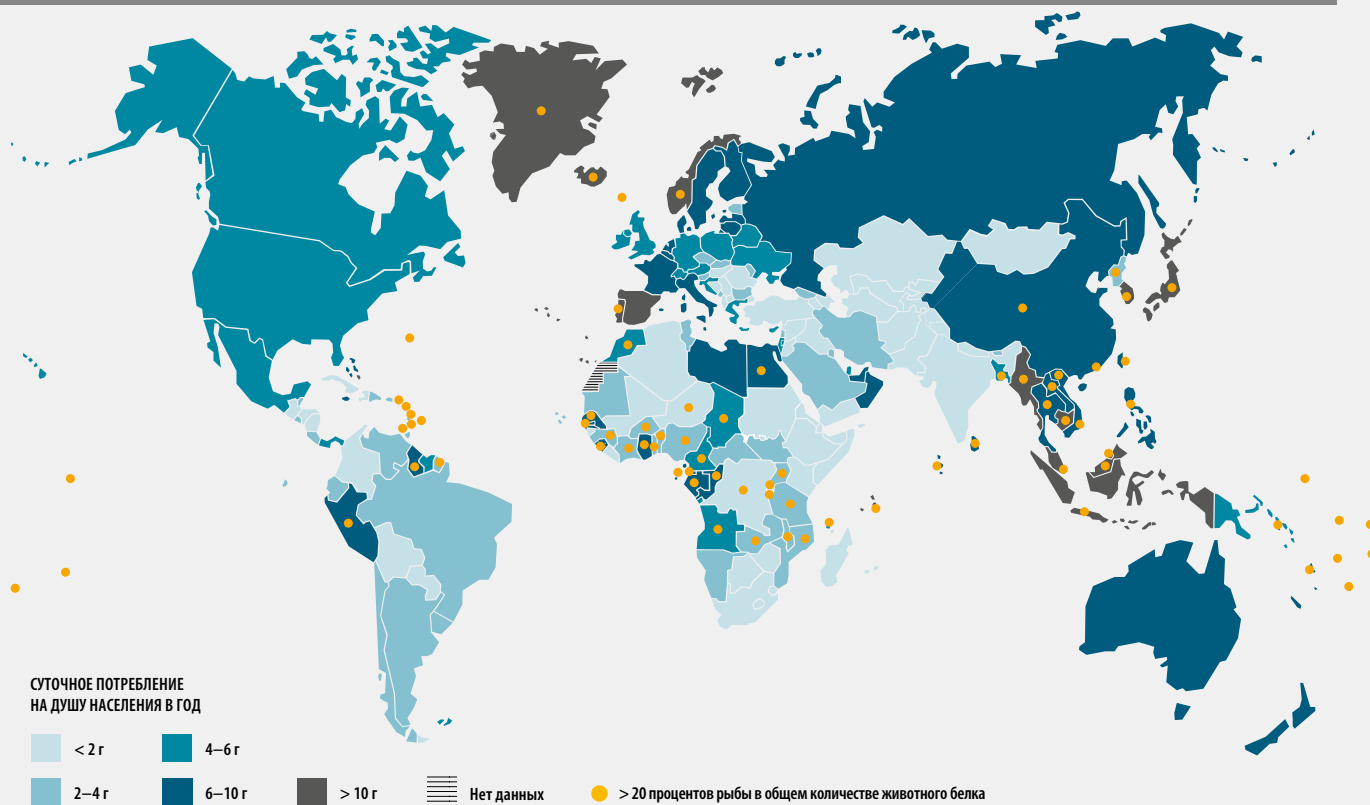 СУТОЧНОЕ ПОТРЕБЛЕНИЕ
НА ДУШУ НАСЕЛЕНИЯ В ГОД
< 2 г
4–6 г
2–4 г
6–10 г
> 10 г
Нет данных
> 20 процентов рыбы в общем количестве животного белка